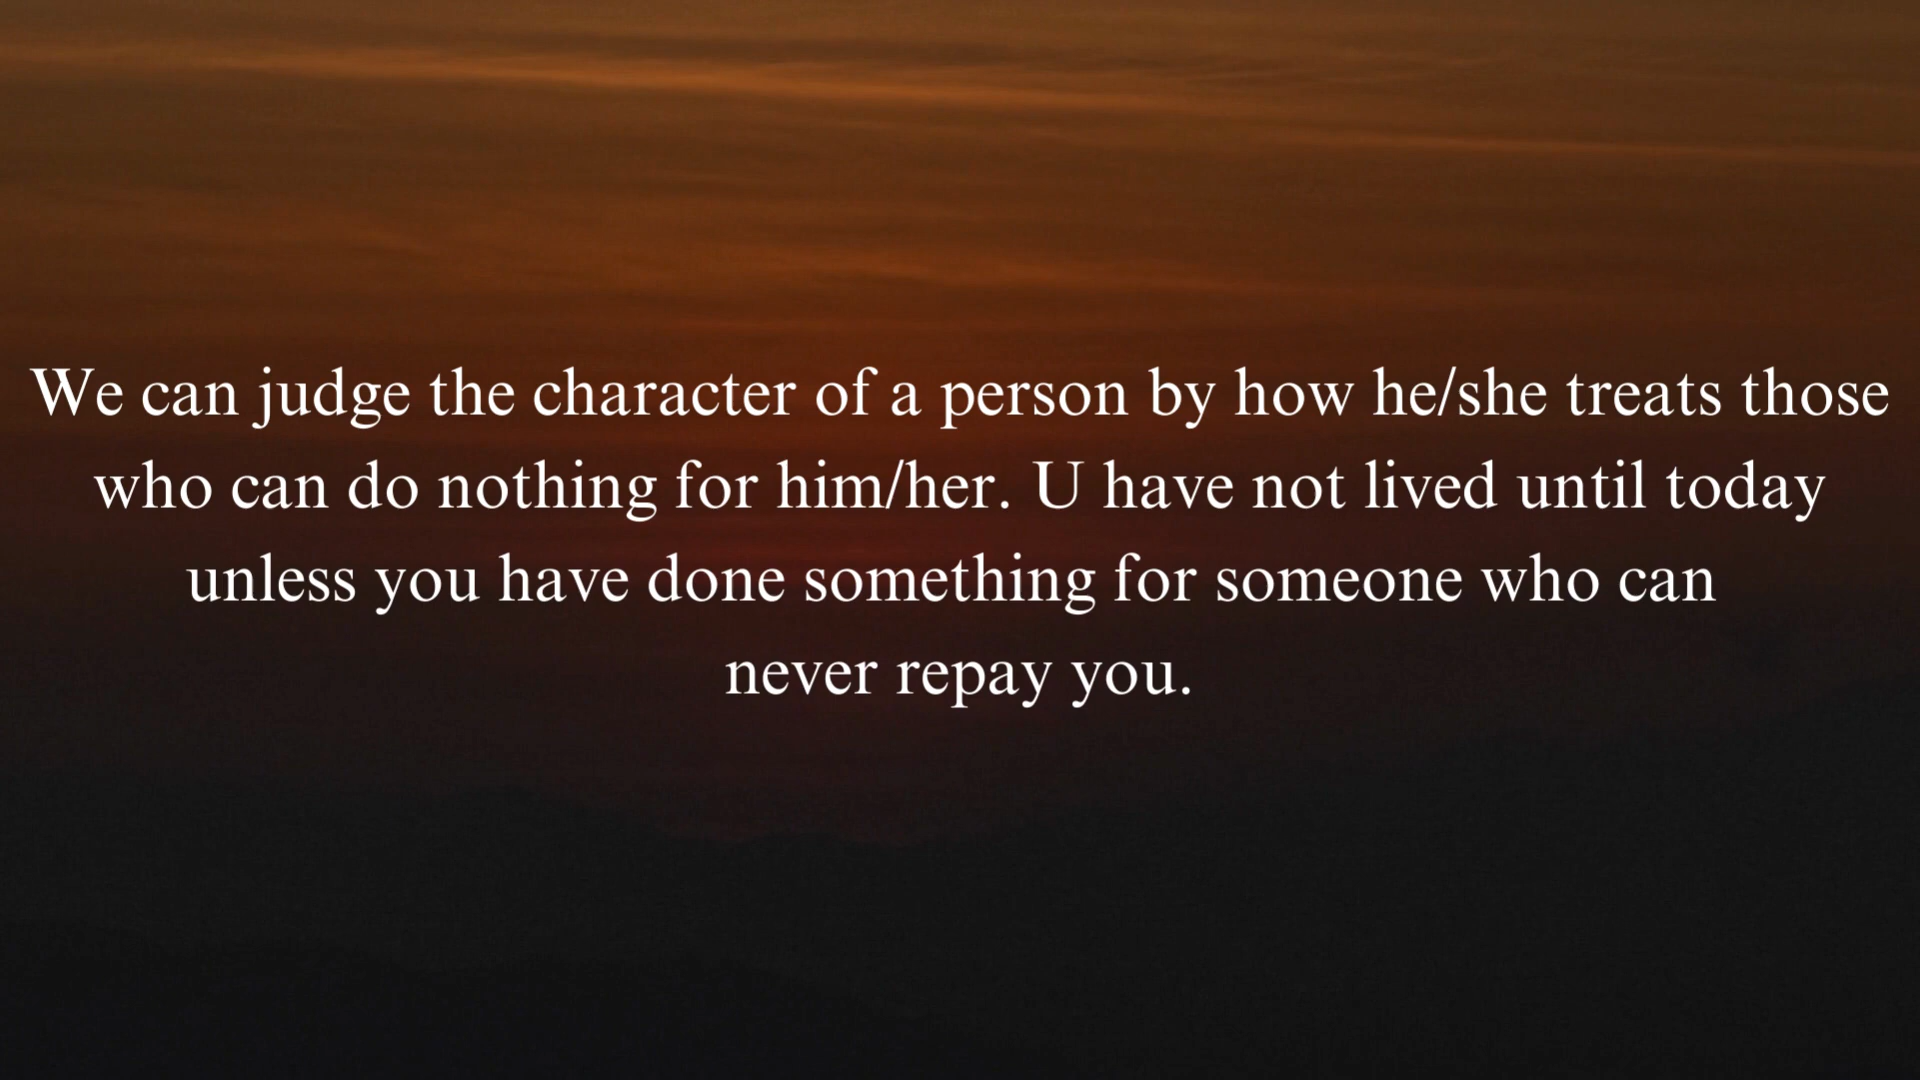 We can judge the character of a person by how he/she treats those
who can do nothing for him/her. U have not lived until today
unless you have done something for someone who can
never repay you.